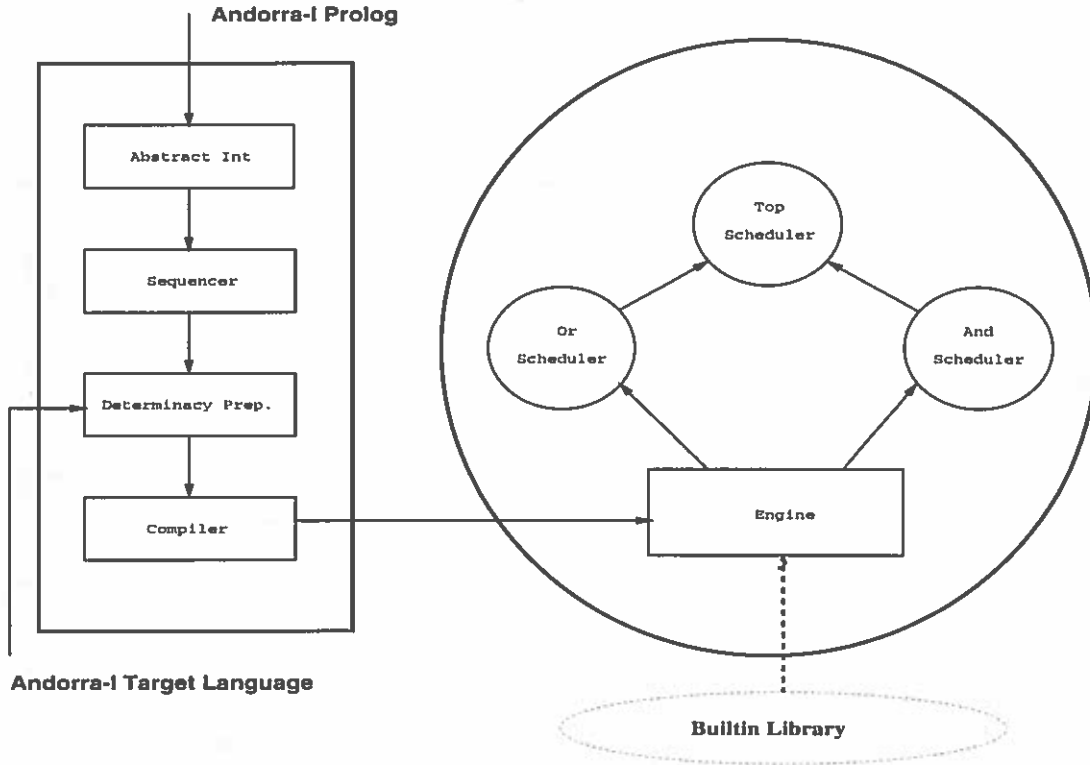 Andorra-I Prolog
Abstract Int
Sequencer
Determinacy Prep.
Compiler
Andorra-I Target Language
Top
Scheduler
Or
Scheduler
And
Scheduler
Engine
Builtin Library